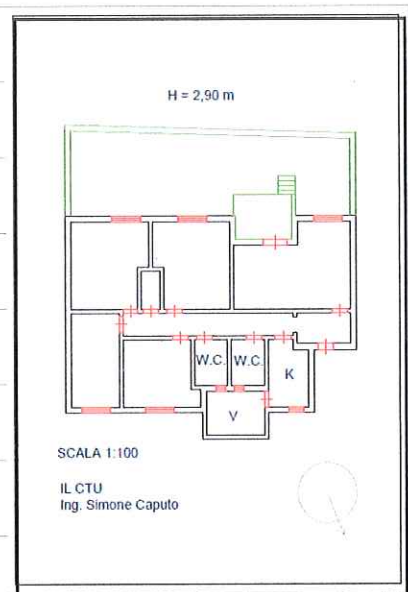 H = 2,90 m
W.C.
W.C.
K
V
SCALA 1:100
IL CTU
Ing. Simone Caputo